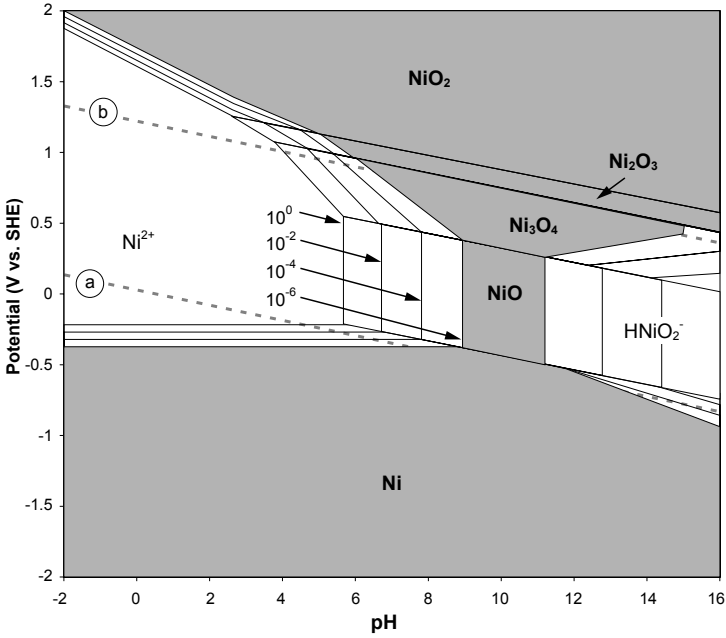 2
1.5
1
0.5
0
-0.5
-1
-1.5
-2
Potential (V vs. SHE)
NiO₂
b
Ni₂O₃
Ni₃O₄
10⁰
10⁻²
10⁻⁴
10⁻⁶
Ni²⁺
a
NiO
HNiO₂⁻
Ni
-2 0 2 4 6 8 10 12 14 16
pH